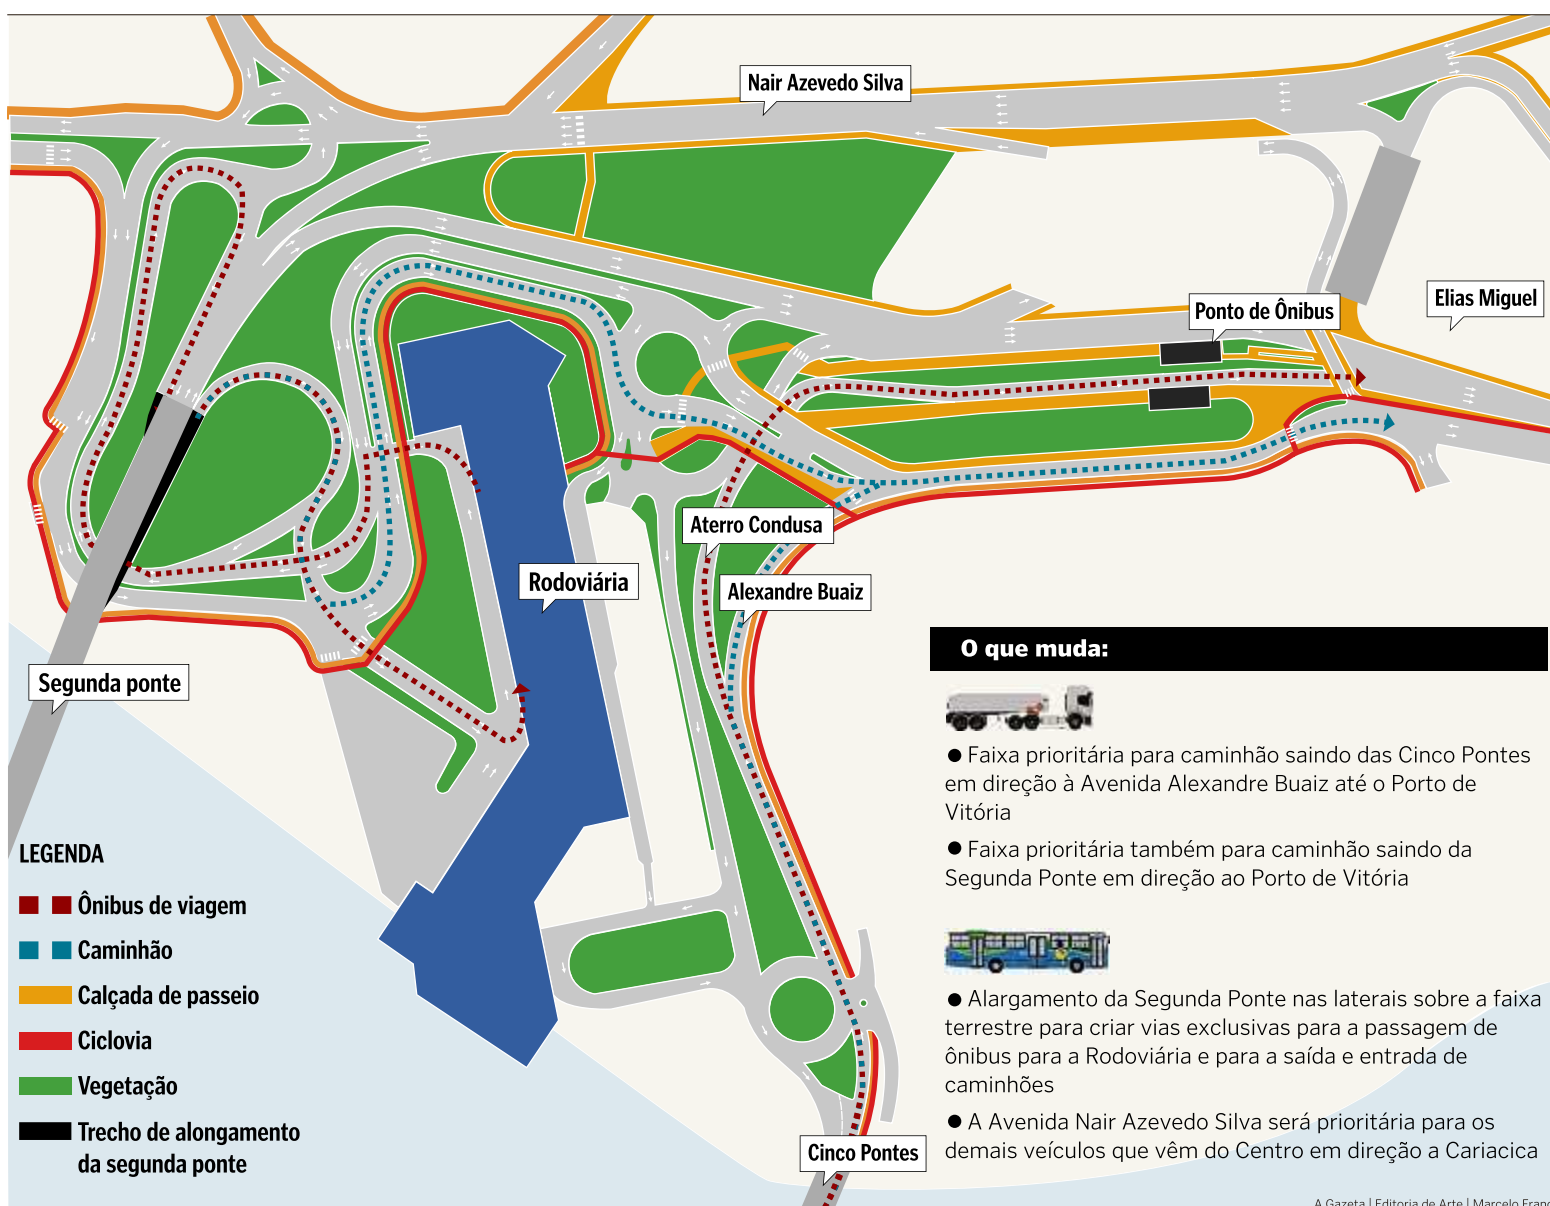 Nair Azevedo Silva
Elias Miguel
Ponto de Ônibus
Aterro Condusa
Rodoviária
Alexandre Buaiz
Segunda ponte
Cinco Pontes
LEGENDA
Ônibus de viagem
Caminhão
Calçada de passeio
Ciclovia
Vegetação
Trecho de alongamento
da segunda ponte
O que muda:
● Faixa prioritária para caminhão saindo das Cinco Pontes
em direção à Avenida Alexandre Buaiz até o Porto de
Vitória
● Faixa prioritária também para caminhão saindo da
Segunda Ponte em direção ao Porto de Vitória
● Alargamento da Segunda Ponte nas laterais sobre a faixa
terrestre para criar vias exclusivas para a passagem de
ônibus para a Rodoviária e para a saída e entrada de
caminhões
● A Avenida Nair Azevedo Silva será prioritária para os
demais veículos que vêm do Centro em direção a Cariacica
A Gazeta | Editoria de Arte | Marcelo